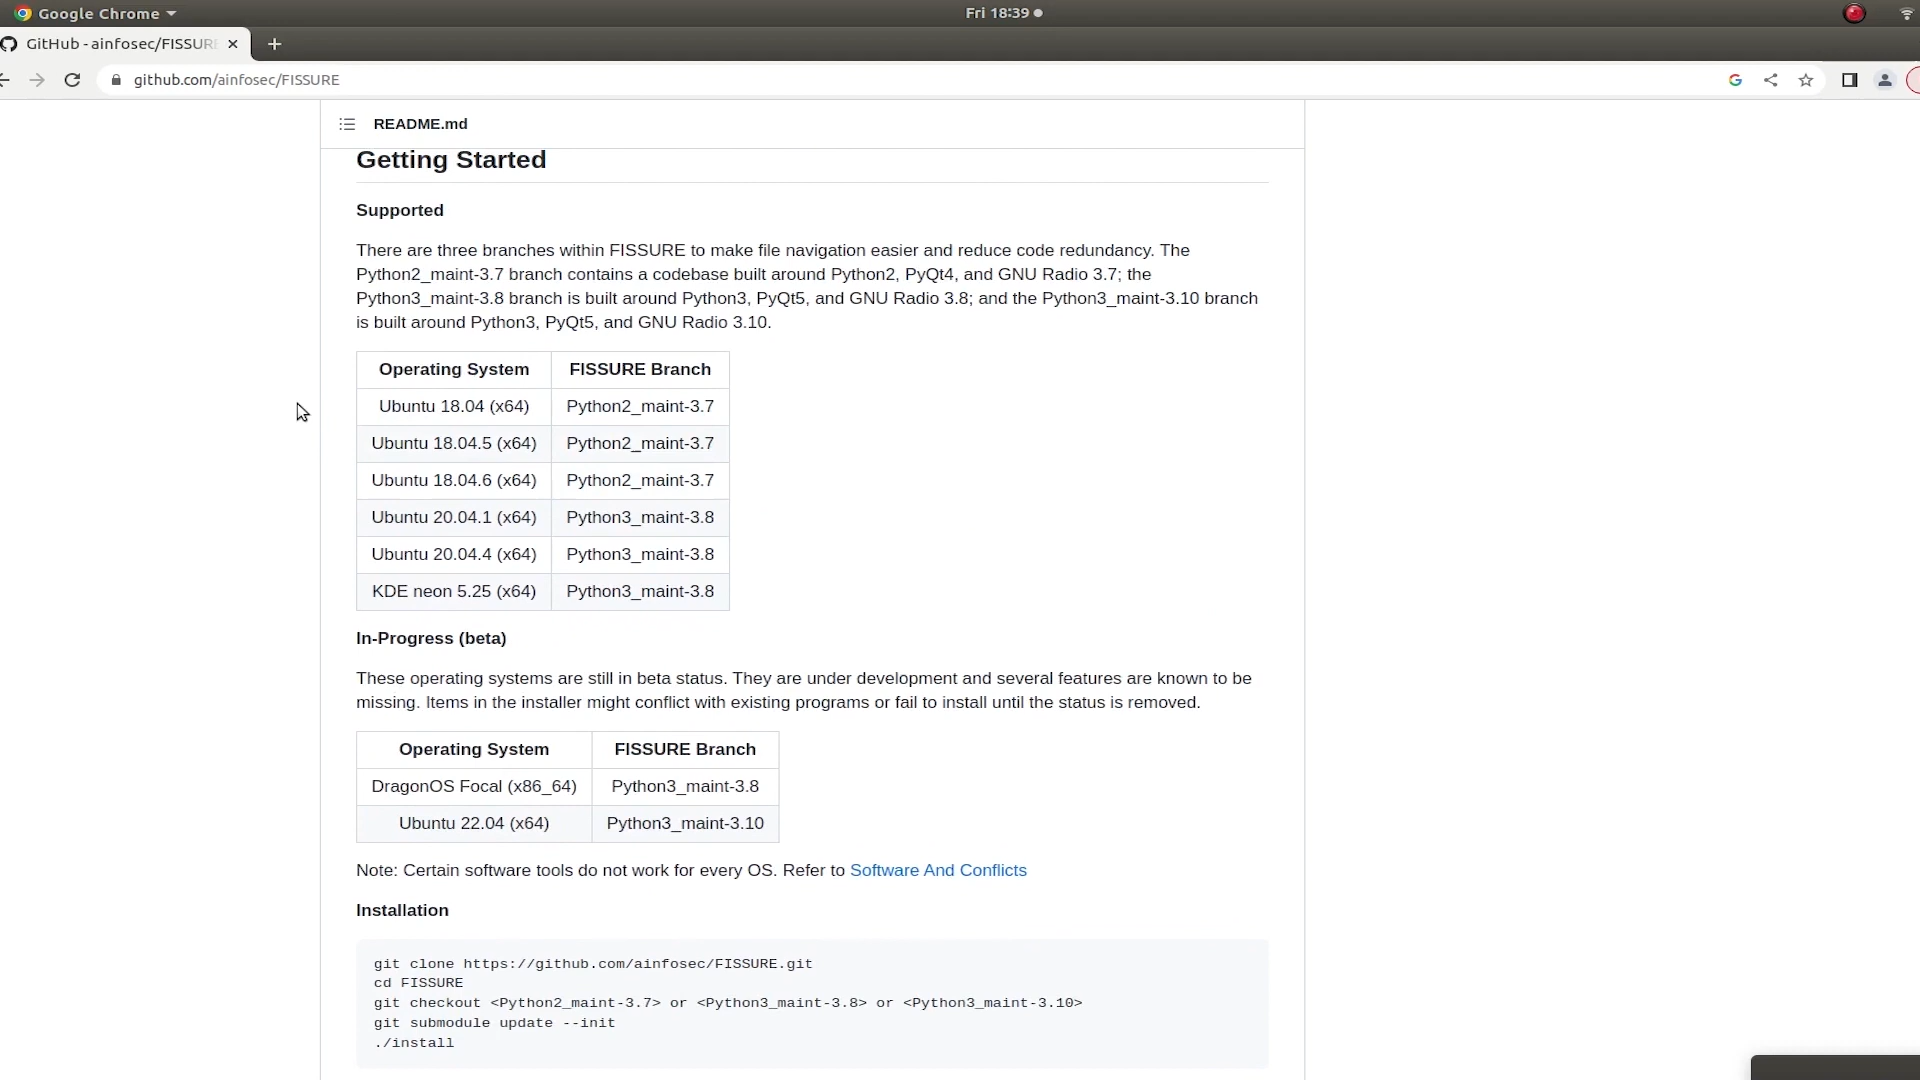 Google Chrome
Fri 18:39
GitHub - ainfosec/FISSURE
github.com/ainfosec/FISSURE
README.md
Getting Started
Supported
There are three branches within FISSURE to make file navigation easier and reduce code redundancy. The
Python2_maint-3.7 branch contains a codebase built around Python2, PyQt4, and GNU Radio 3.7; the
Python3_maint-3.8 branch is built around Python3, PyQt5, and GNU Radio 3.8; and the Python3_maint-3.10 branch
is built around Python3, PyQt5, and GNU Radio 3.10.
Operating System FISSURE Branch
Ubuntu 18.04 (x64) Python2_maint-3.7
Ubuntu 18.04.5 (x64) Python2_maint-3.7
Ubuntu 18.04.6 (x64) Python2_maint-3.7
Ubuntu 20.04.1 (x64) Python3_maint-3.8
Ubuntu 20.04.4 (x64) Python3_maint-3.8
KDE neon 5.25 (x64) Python3_maint-3.8
In-Progress (beta)
These operating systems are still in beta status. They are under development and several features are known to be
missing. Items in the installer might conflict with existing programs or fail to install until the status is removed.
Operating System FISSURE Branch
DragonOS Focal (x86_64) Python3_maint-3.8
Ubuntu 22.04 (x64) Python3_maint-3.10
Note: Certain software tools do not work for every OS. Refer to Software And Conflicts
Installation
git clone https://github.com/ainfosec/FISSURE.git
cd FISSURE
git checkout <Python2_maint-3.7> or <Python3_maint-3.8> or <Python3_maint-3.10>
git submodule update --init
./install